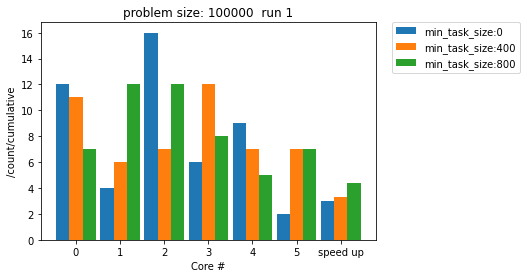 problem size: 100000  run 1
min_task_size:0
min_task_size:400
min_task_size:800
/count/cumulative
16
14
12
10
8
6
4
2
0
0 1 2 3 4 5 speed up
Core #